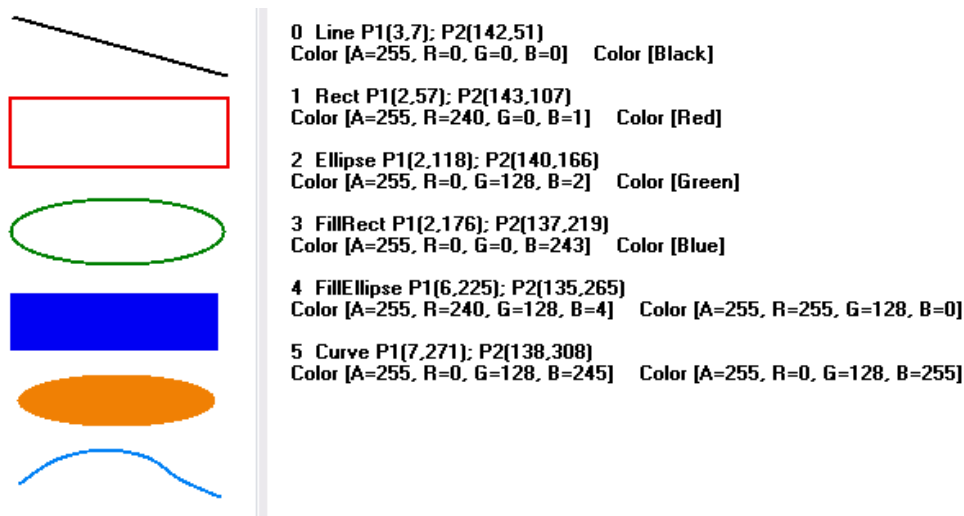 0 Line P1(3,7); P2(142,51)
Color [A=255, R=0, G=0, B=0] Color [Black]
1 Rect P1(2,57); P2(143,107)
Color [A=255, R=240, G=0, B=1] Color [Red]
2 Ellipse P1(2,118); P2(140,166)
Color [A=255, R=0, G=128, B=2] Color [Green]
3 FillRect P1(2,176); P2(137,219)
Color [A=255, R=0, G=0, B=243] Color [Blue]
4 FillEllipse P1(6,225); P2(135,265)
Color [A=255, R=240, G=128, B=4] Color [A=255, R=255, G=128, B=0]
5 Curve P1(7,271); P2(138,308)
Color [A=255, R=0, G=128, B=245] Color [A=255, R=0, G=128, B=255]